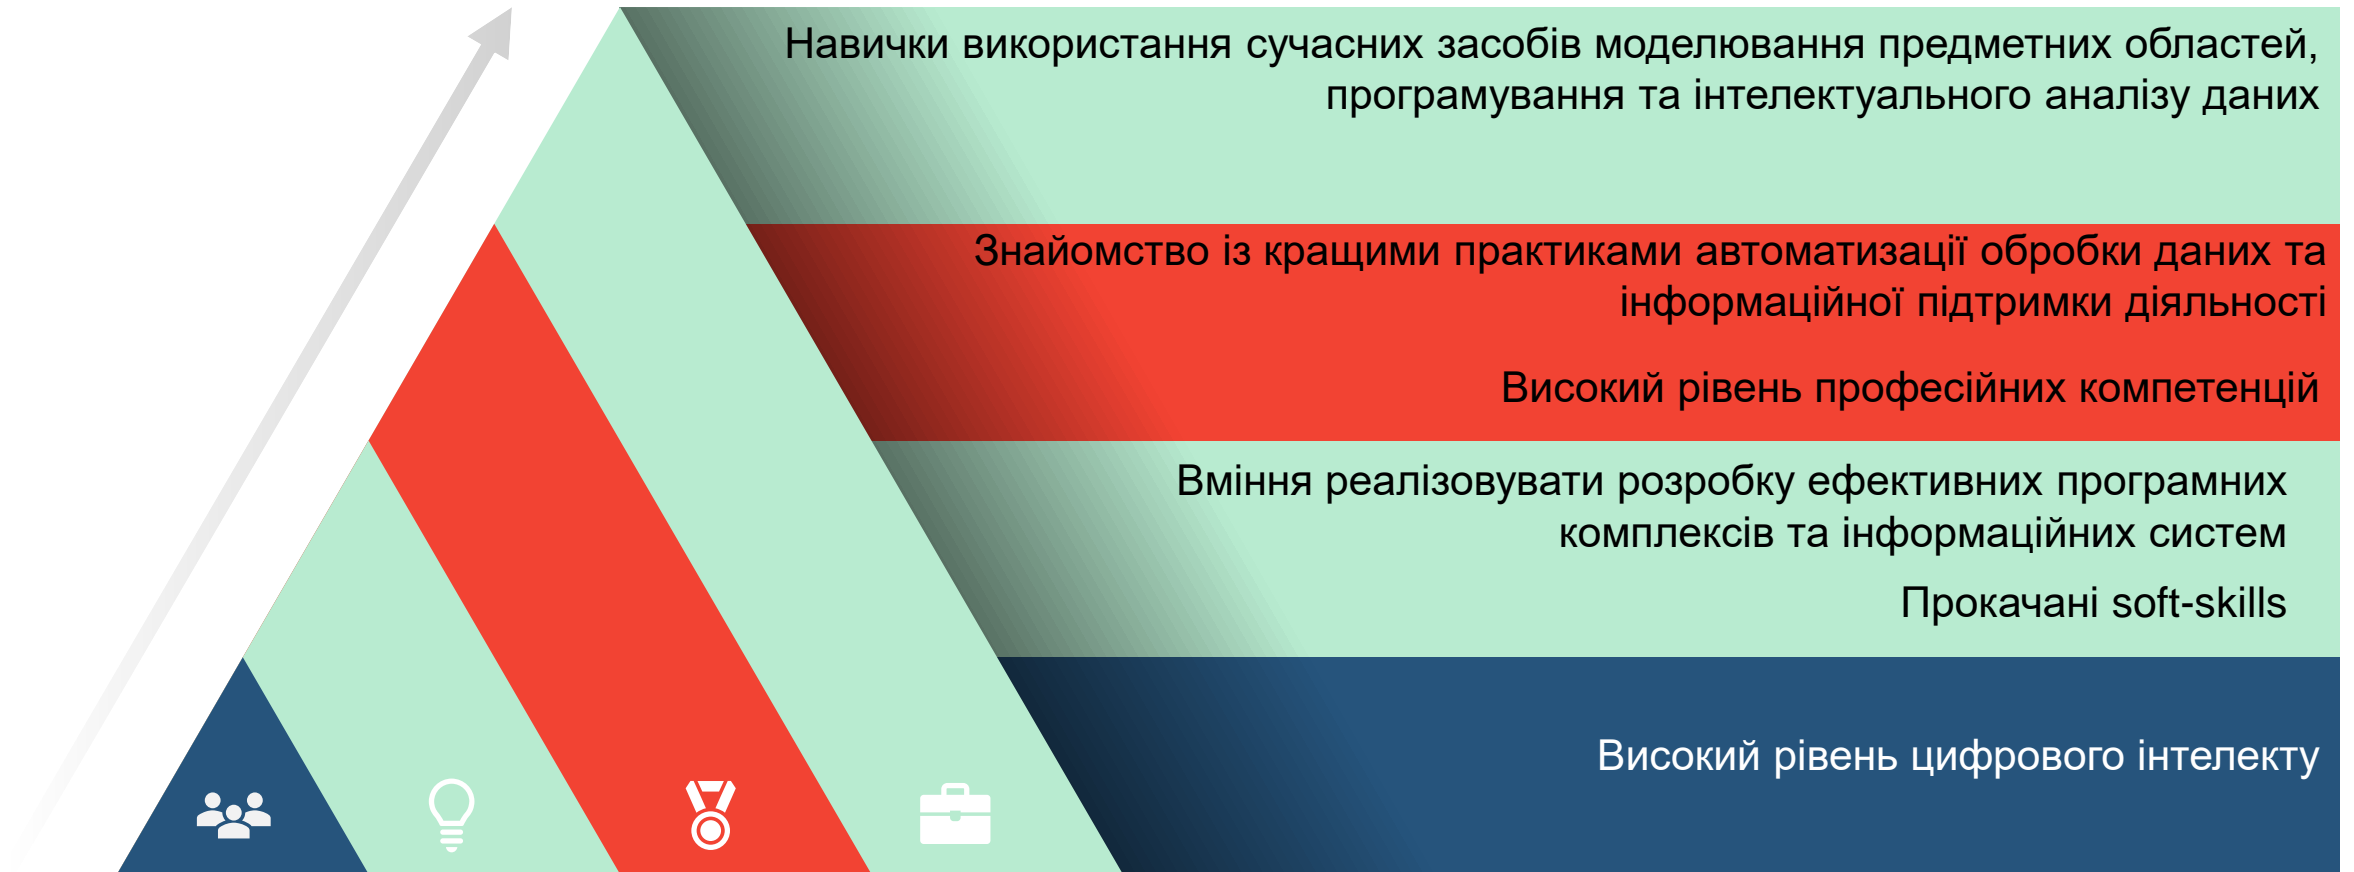 Навички використання сучасних засобів моделювання предметних областей,
програмування та інтелектуального аналізу даних
Знайомство із кращими практиками автоматизації обробки даних та
інформаційної підтримки діяльності
Високий рівень професійних компетенцій
Вміння реалізовувати розробку ефективних програмних
комплексів та інформаційних систем
Прокачані soft-skills
Високий рівень цифрового інтелекту